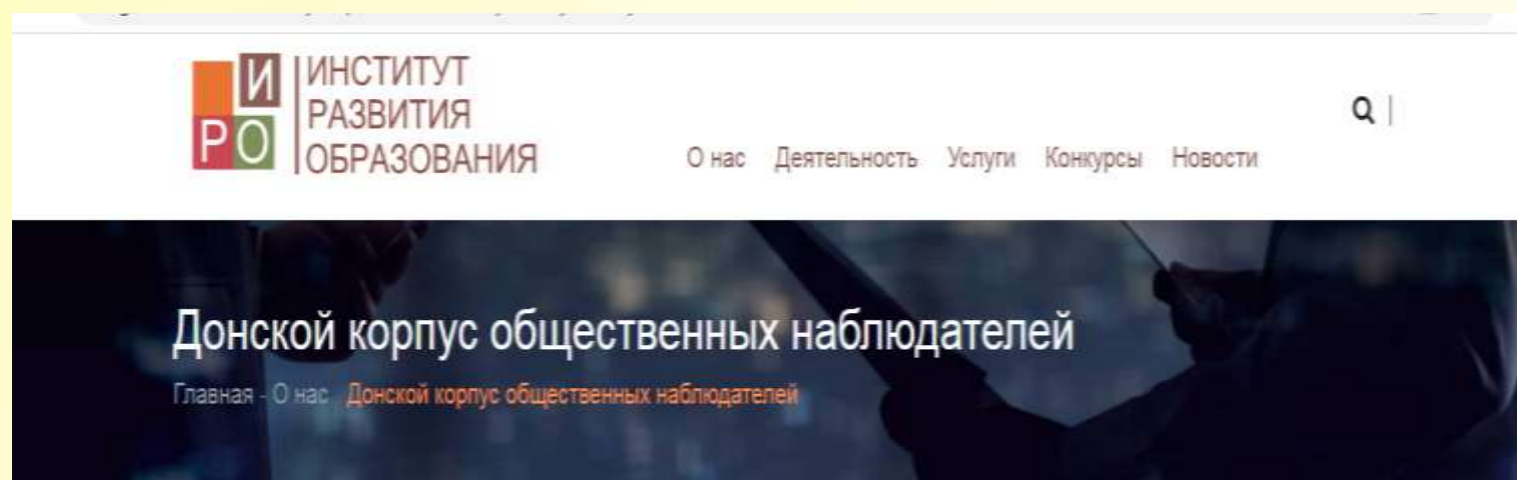 И
РО
ИНСТИТУТ
РАЗВИТИЯ
ОБРАЗОВАНИЯ
О нас Деятельность Услуги Конкурсы Новости
Донской корпус общественных наблюдателей
Главная - О нас Донской корпус общественных наблюдателей